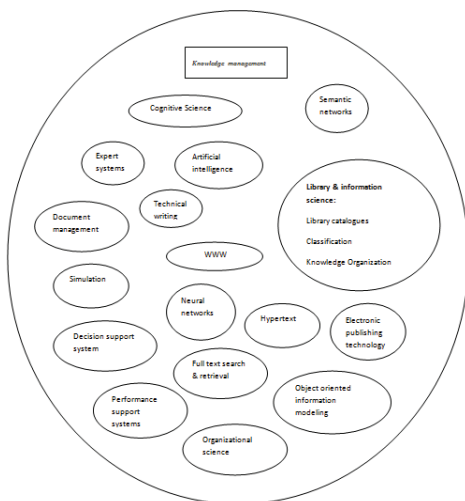 Knowledge management
Cognitive Science
Semantic
networks
Expert
systems
Artificial
intelligence
Library & information
science:
Library catalogues
Classification
Knowledge Organization
Technical
writing
Document
management
WWW
Simulation
Neural
networks
Hypertext
Electronic
publishing
technology
Decision support
system
Full text search
& retrieval
Performance
support
systems
Object oriented
information
modeling
Organizational
science